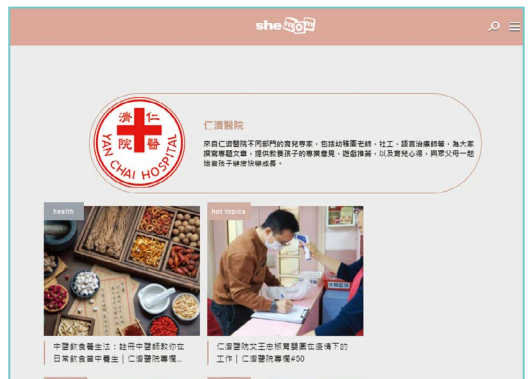 she mom
濟 仁
院 醫
YAN CHAI HOSPITAL
仁濟醫院
來自仁濟醫院不同部門的育兒專家,包括幼稚園老師、社工、語言治療師等,為大家
撰寫專題文章,提供教養孩子的專業意見、遊戲推薦,以及育兒心得,與眾父母一起
培育孩子健康快樂成長。
health
hot topics
中醫飲食養生法:註冊中醫師教你在
日常飲食當中養生│仁濟醫院專欄...
仁濟醫院文王志揚育嬰園在疫情下的
工作│仁濟醫院專欄#50